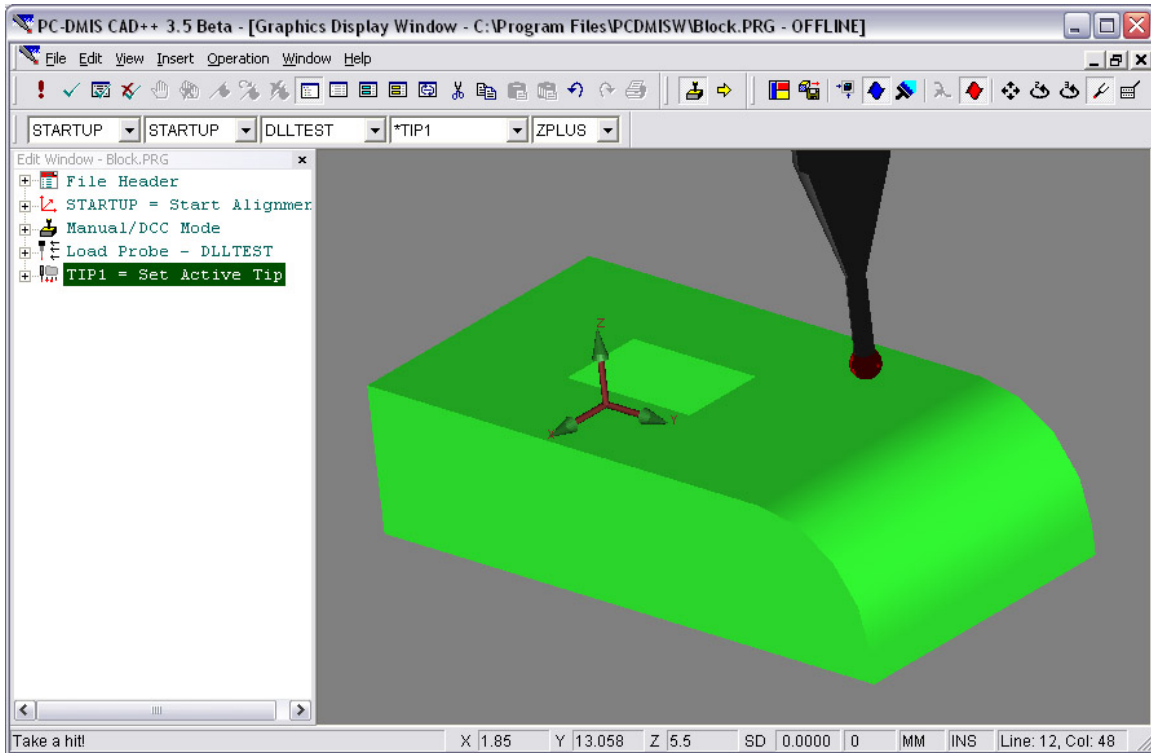 PC-DMIS CAD++ 3.5 Beta - [Graphics Display Window - C:\Program Files\PCDMISW\Block.PRG - OFFLINE]
File Edit View Insert Operation Window Help
STARTUP STARTUP DLLTEST *TIP1 ZPLUS
Edit Window - Block.PRG
File Header
STARTUP = Start Alignmer
Manual/DCC Mode
Load Probe - DLLTEST
TIP1 = Set Active Tip
Z
X
Y
Take a hit! X 1.85 Y 13.058 Z 5.5 SD 0.0000 0 MM INS Line: 12, Col: 48